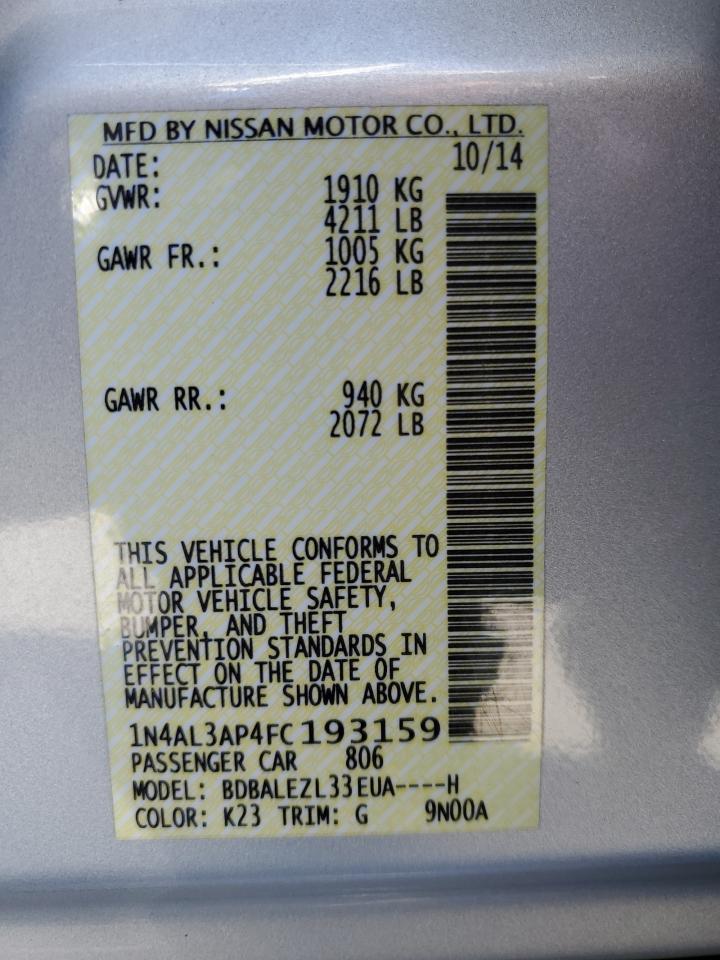 MFD BY NISSAN MOTOR CO., LTD.
DATE: 10/14
GVWR: 1910 KG
4211 LB
GAWR FR.: 1005 KG
2216 LB
GAWR RR.: 940 KG
2072 LB
THIS VEHICLE CONFORMS TO
ALL APPLICABLE FEDERAL
MOTOR VEHICLE SAFETY,
BUMPER, AND THEFT
PREVENTION STANDARDS IN
EFFECT ON THE DATE OF
MANUFACTURE SHOWN ABOVE.
1N4AL3AP4FC193159
PASSENGER CAR 806
MODEL: BDBALEZL33EUA----H
COLOR: K23 TRIM: G 9N00A